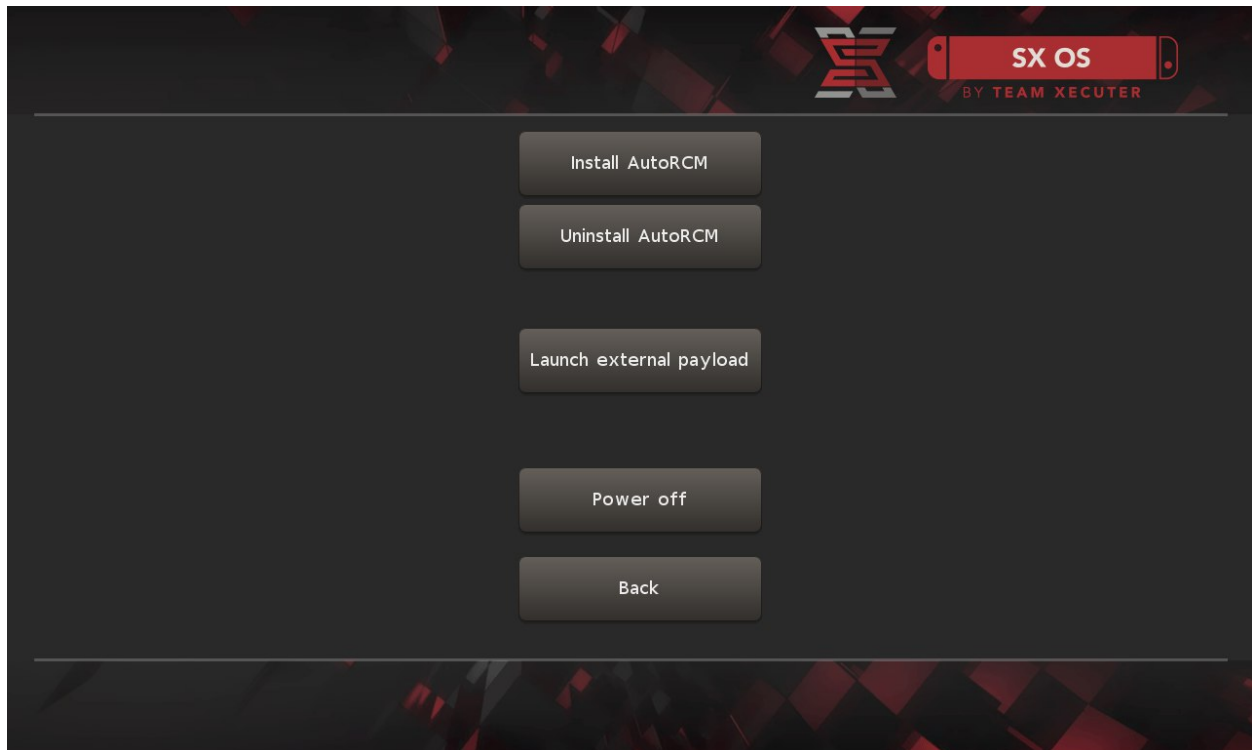 SX OS
BY TEAM XECUTER
Install AutoRCM
Uninstall AutoRCM
Launch external payload
Power off
Back